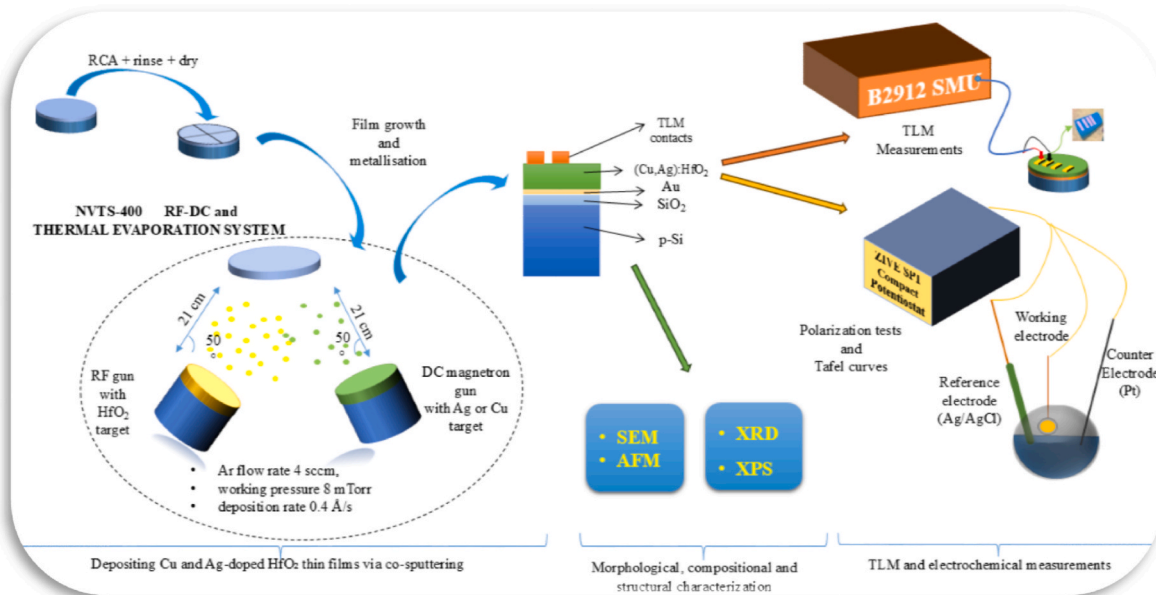 RCA + rinse + dry
Film growth
and
metallisation
NVTS-400 RF-DC and
THERMAL EVAPORATION SYSTEM
21 cm
50
°
21 cm
50
°
RF gun
with
HfO₂
target
DC magnetron
gun
with Ag or Cu
target
• Ar flow rate 4 sccm,
• working pressure 8 mTorr
• deposition rate 0.4 Å/s
Depositing Cu and Ag-doped HfO₂ thin films via co-sputtering
TLM
contacts
(Cu,Ag):HfO₂
Au
SiO₂
p-Si
• SEM
• AFM
• XRD
• XPS
Morphological, compositional and
structural characterization
B2912 SMU
TLM
Measurements
ZIVE SP1
Compact
Potentiostat
Polarization tests
and
Tafel curves
Working
electrode
Reference
electrode
(Ag/AgCl)
Counter
Electrode
(Pt)
TLM and electrochemical measurements